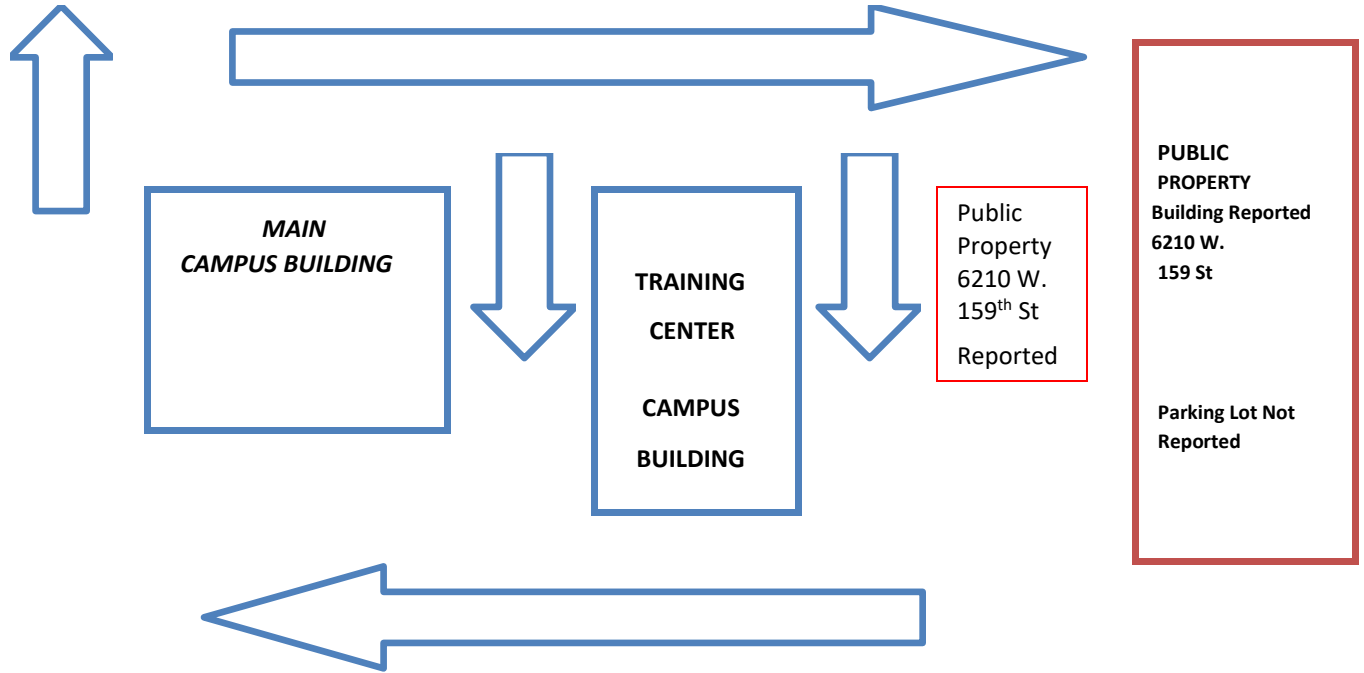 MAIN
CAMPUS BUILDING
TRAINING
CENTER
CAMPUS
BUILDING
Public
Property
6210 W.
159th St
Reported
PUBLIC
PROPERTY
Building Reported
6210 W.
159 St
Parking Lot Not
Reported